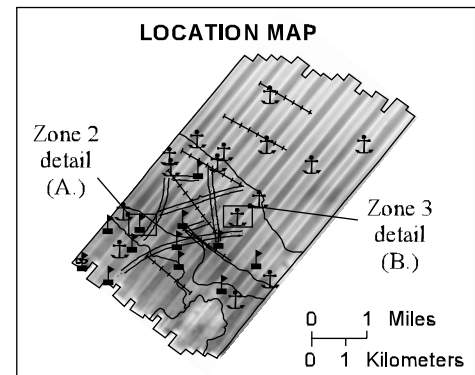 LOCATION MAP
Zone 2
detail
(A.)
Zone 3
detail
(B.)
0 1 Miles
0 1 Kilometers